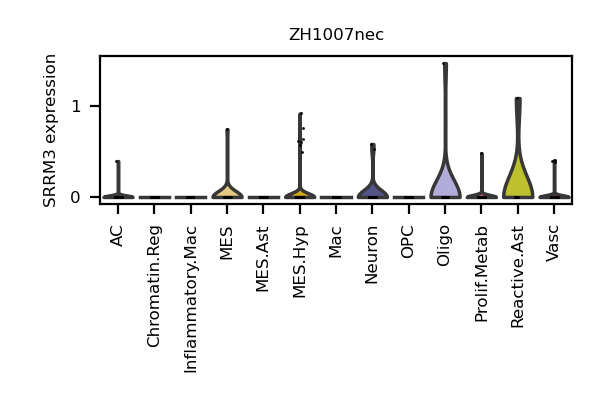 ZH1007nec
SRRM3 expression
1
0
AC
Chromatin.Reg
Inflammatory.Mac
MES
MES.Ast
MES.Hyp
Mac
Neuron
OPC
Oligo
Prolif.Metab
Reactive.Ast
Vasc